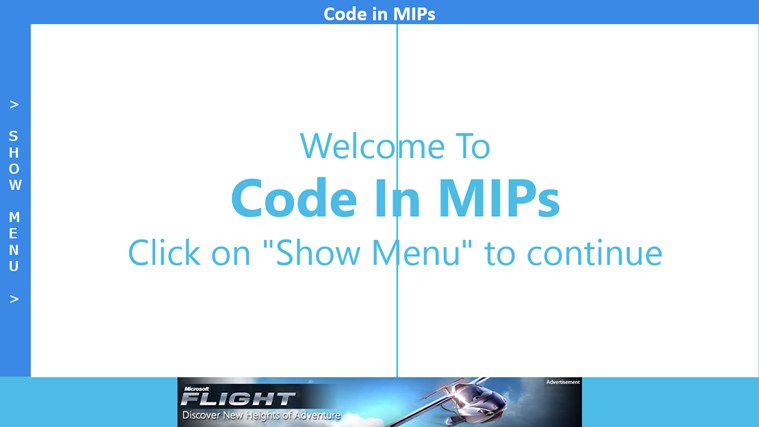 Code in MIPs
> SHOW MENU >
Welcome To
Code In MIPs
Click on "Show Menu" to continue
Advertisement
Microsoft
FLIGHT
Discover New Heights of Adventure